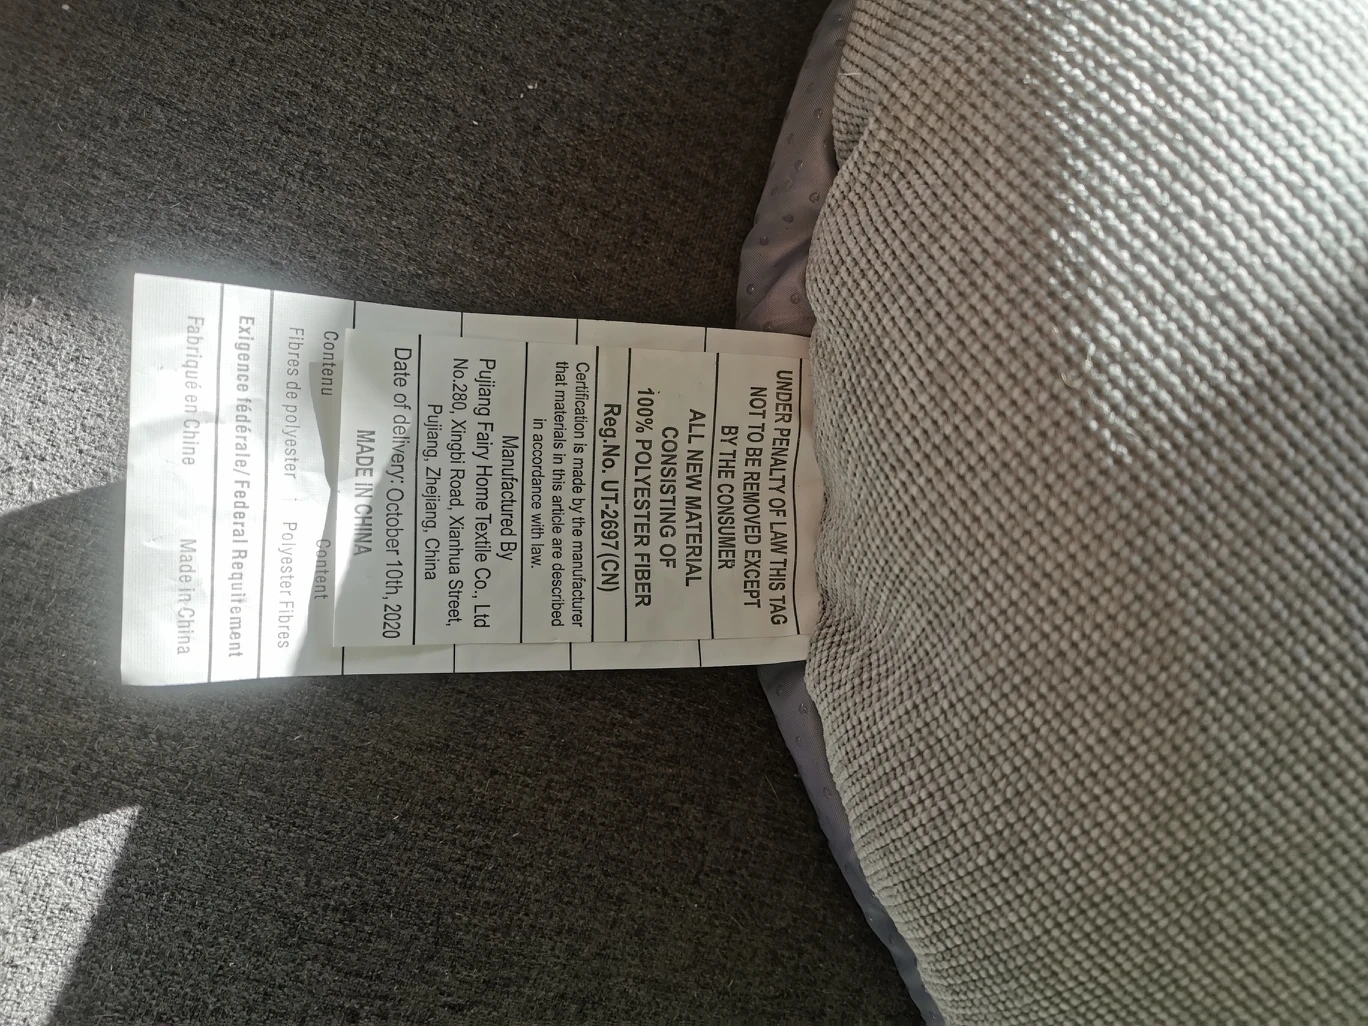 UNDER PENALTY OF LAW THIS TAG
NOT TO BE REMOVED EXCEPT
BY THE CONSUMER
ALL NEW MATERIAL
CONSISTING OF
100% POLYESTER FIBER
Reg.No. UT-2697(CN)
Certification is made by the manufacturer
that materials in this article are described
in accordance with law.
Manufactured By
Pujiang Fairy Home Textile Co., Ltd
No.280, Xingbi Road, Xianhua Street,
Pujiang, Zhejiang, China
Date of delivery: October 10th, 2020
MADE IN CHINA
Contenu Content
Fibres de polyester Polyester Fibres
Exigence fédérale/ Federal Requitement
Fabriqué en Chine Made in China